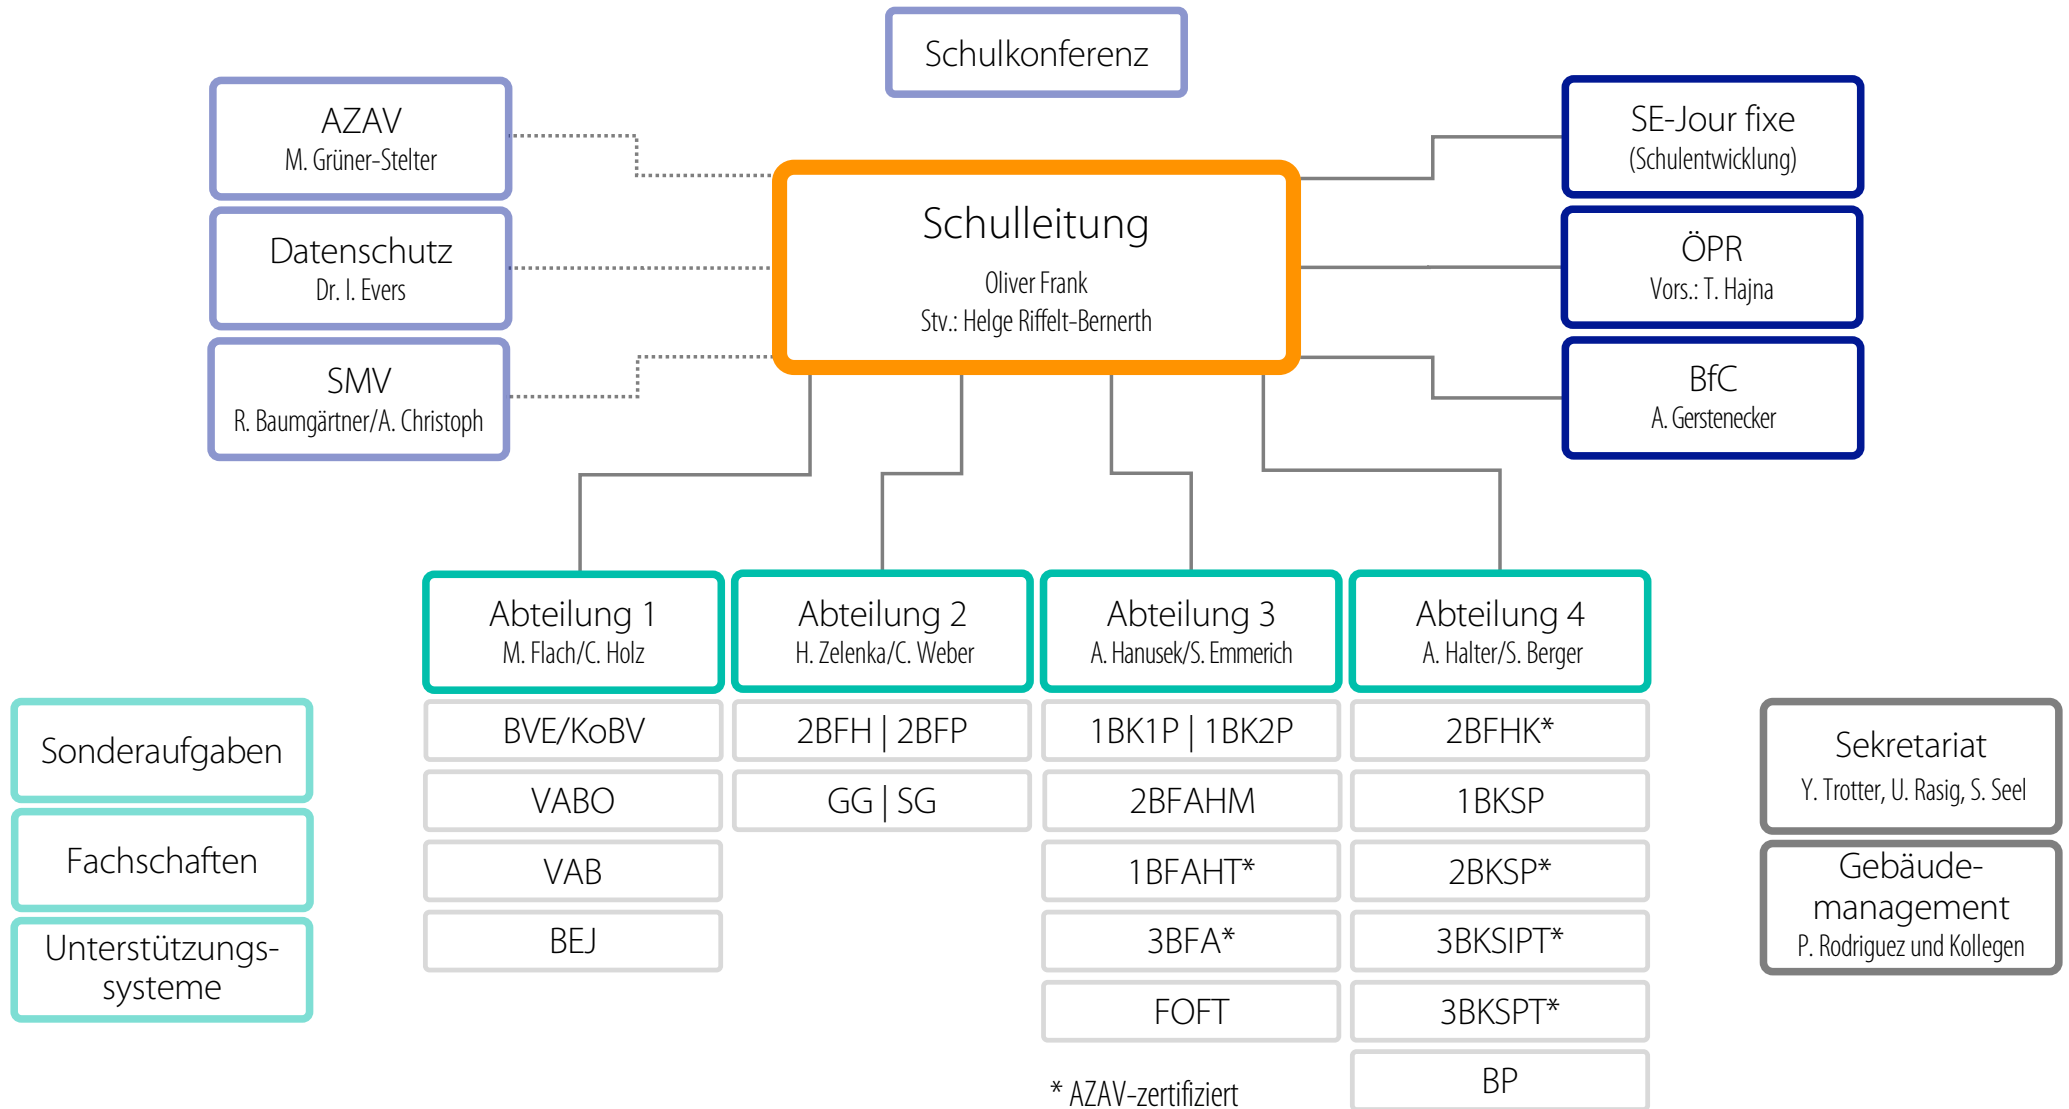 Schulkonferenz
AZAV
M. Grüner-Stelter
Datenschutz
Dr. I. Evers
SMV
R. Baumgärtner/A. Christoph
Schulleitung
Oliver Frank
Stv.: Helge Riffelt-Bernerth
SE-Jour fixe
(Schulentwicklung)
ÖPR
Vors.: T. Hajna
BfC
A. Gerstenecker
Abteilung 1
M. Flach/C. Holz
BVE/KoBV
VABO
VAB
BEJ
Abteilung 2
H. Zelenka/C. Weber
2BFH | 2BFP
GG | SG
Abteilung 3
A. Hanusek/S. Emmerich
1BK1P | 1BK2P
2BFAHM
1BFAHT*
3BFA*
FOFT
Abteilung 4
A. Halter/S. Berger
2BFHK*
1BKSP
2BKSP*
3BKSIPT*
3BKSPT*
BP
Sonderaufgaben
Fachschaften
Unterstützungs-
systeme
Sekretariat
Y. Trotter, U. Rasig, S. Seel
Gebäude-
management
P. Rodriguez und Kollegen
* AZAV-zertifiziert